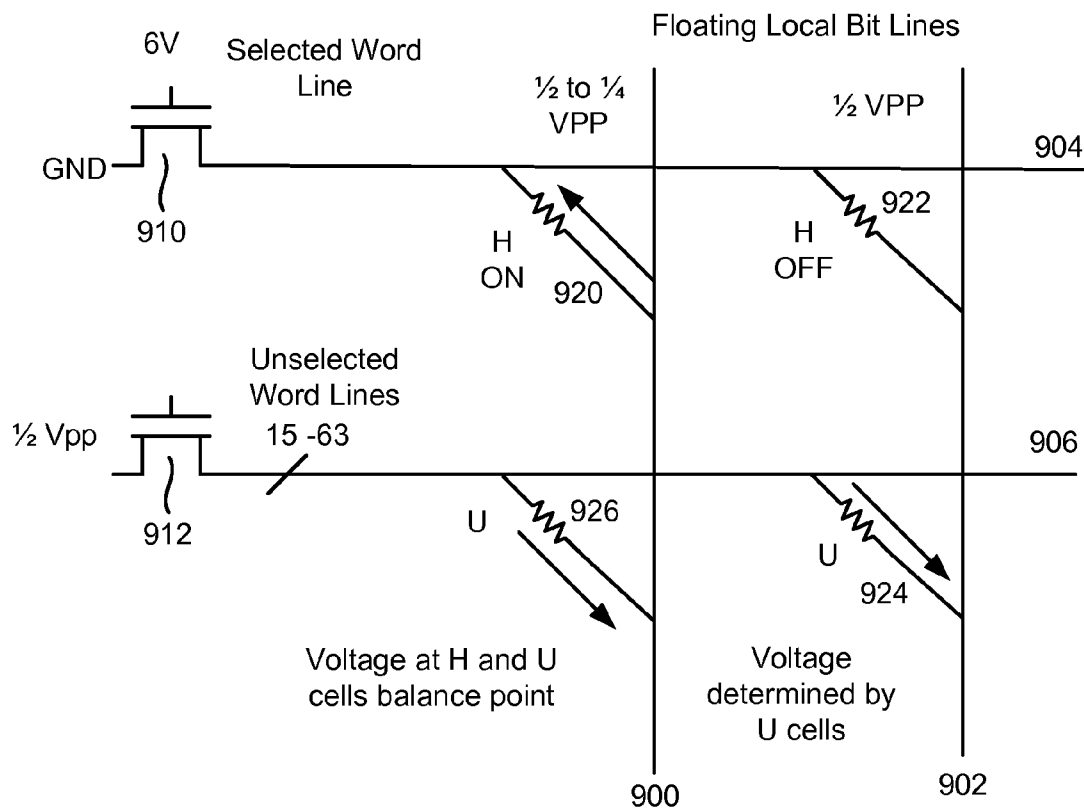 Floating Local Bit Lines
6V
Selected Word
Line
½ to ¼
VPP
½ VPP
GND
904
910
H
ON
920
922
H
OFF
Unselected
Word Lines
15 -63
½ Vpp
906
912
U
926
U
924
Voltage at H and U
cells balance point
Voltage
determined by
U cells
900
902